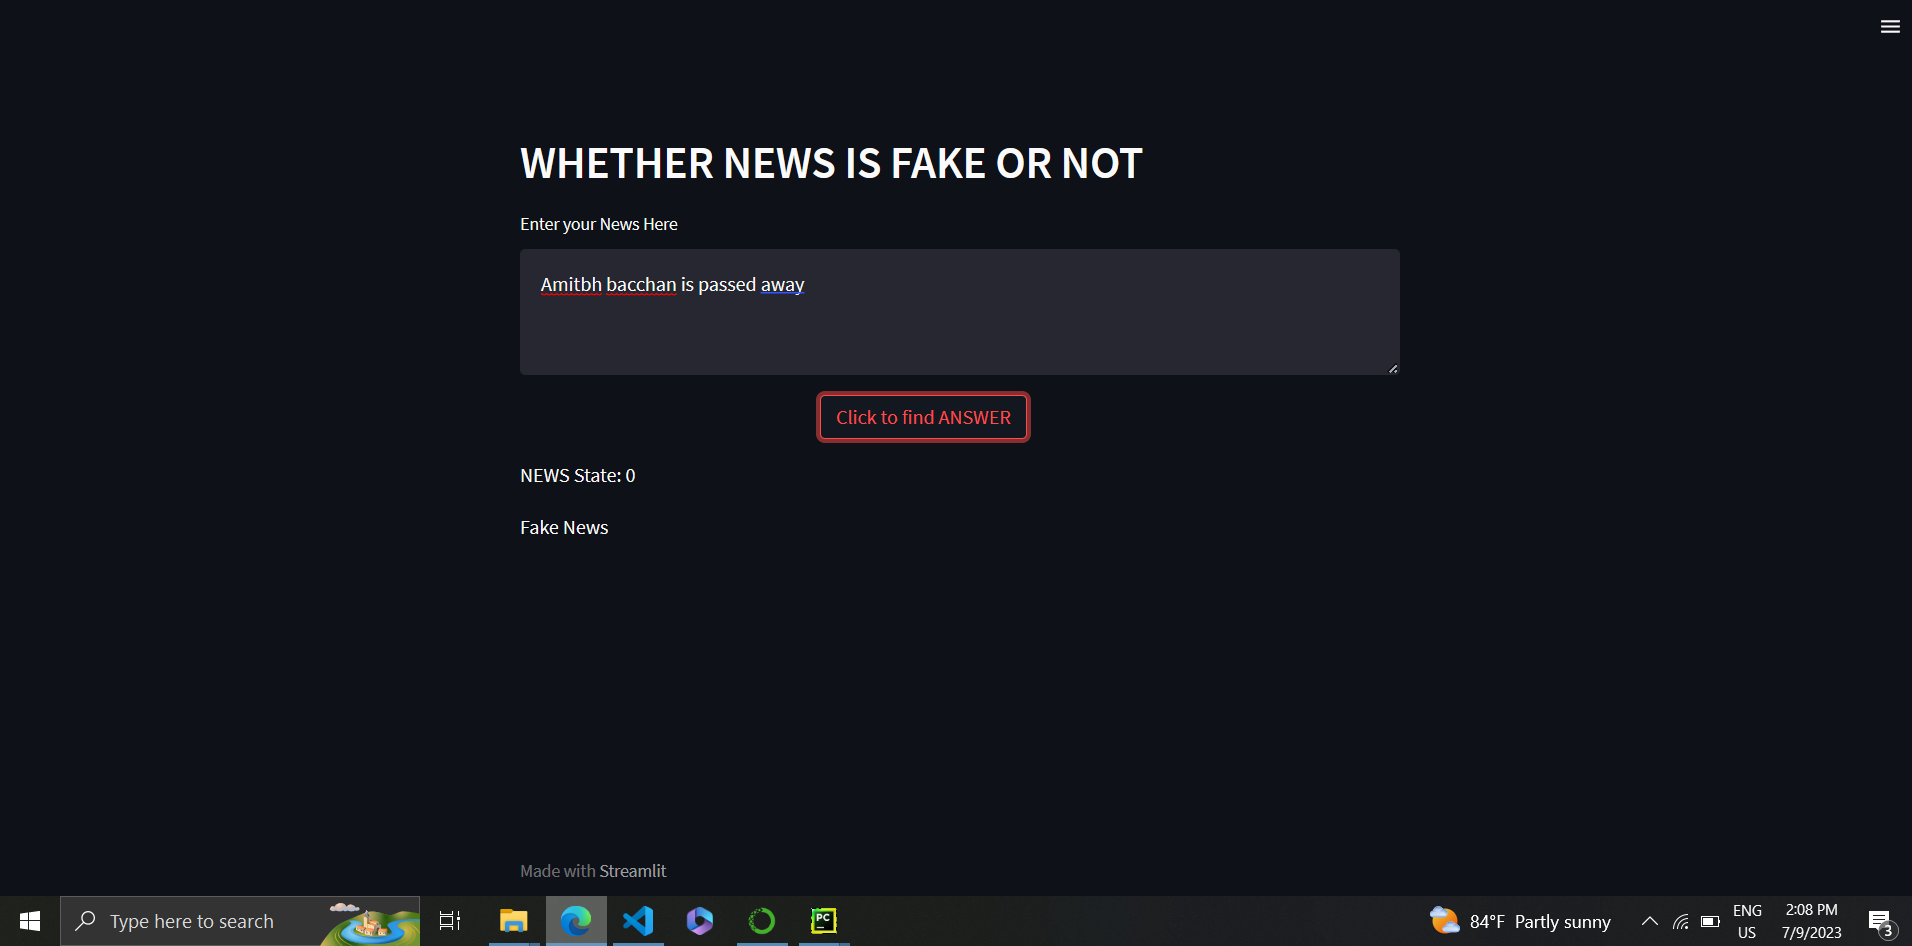 WHETHER NEWS IS FAKE OR NOT
Enter your News Here
Amitbh bacchan is passed away
Click to find ANSWER
NEWS State: 0
Fake News
Made with Streamlit
Type here to search
PC
84°F Partly sunny
ENG
US
2:08 PM
7/9/2023
3